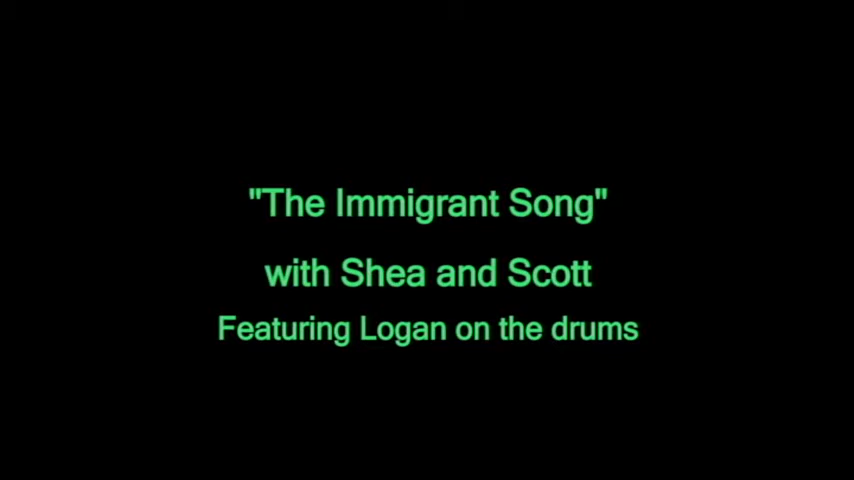 "The Immigrant Song"
with Shea and Scott
Featuring Logan on the drums